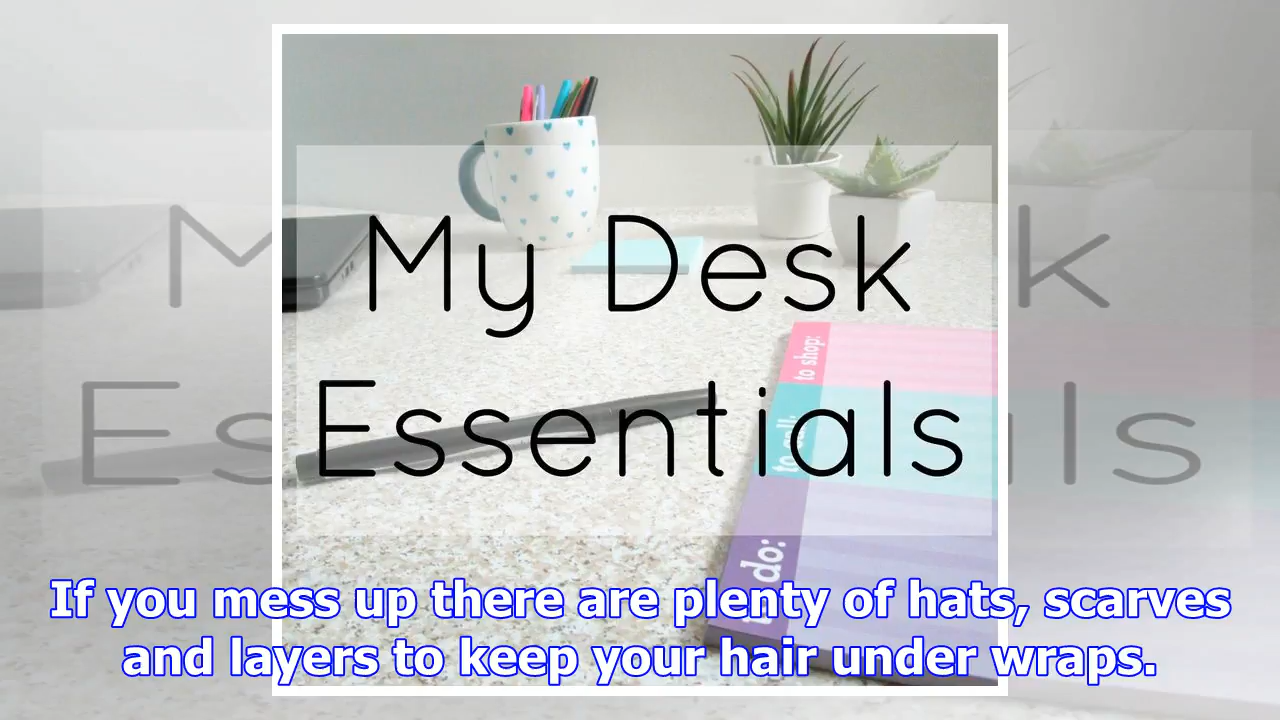 My Desk
Essentials
to shop:
to call:
to do:
If you mess up there are plenty of hats, scarves
and layers to keep your hair under wraps.